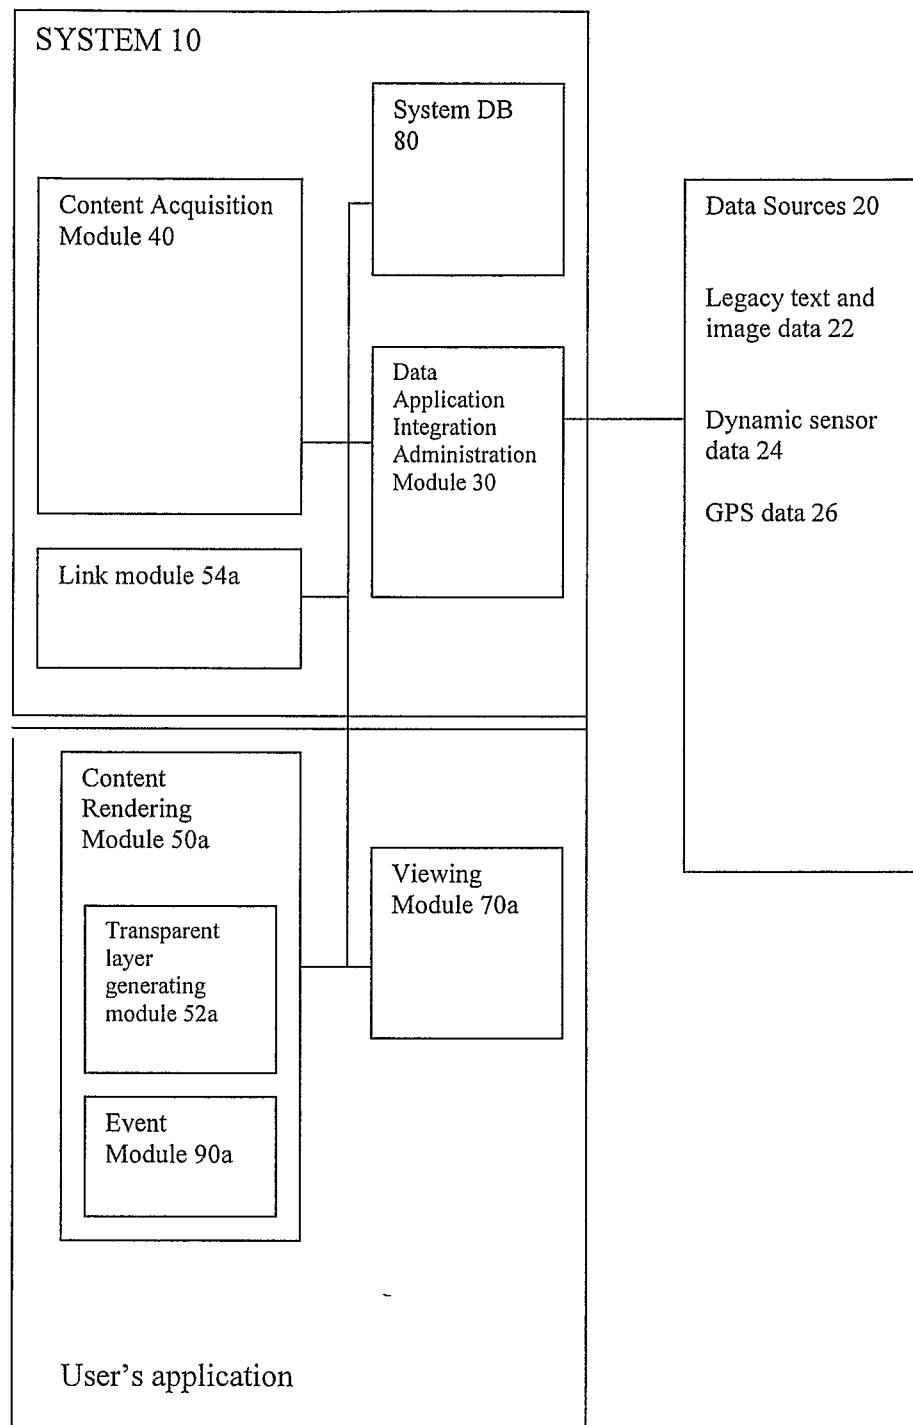 SYSTEM 10
System DB
80
Content Acquisition
Module 40
Data Sources 20
Legacy text and
image data 22
Data
Application
Integration
Administration
Module 30
Dynamic sensor
data 24
GPS data 26
Link module 54a
Content
Rendering
Module 50a
Viewing
Module 70a
Transparent
layer
generating
module 52a
Event
Module 90a
User's application